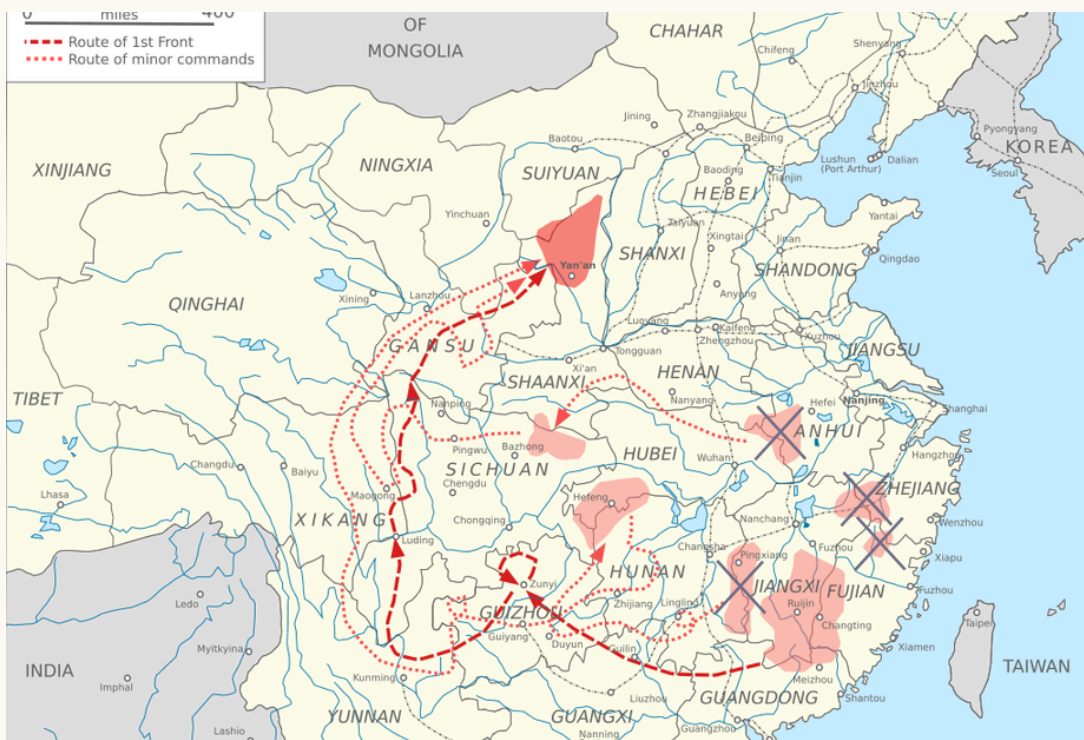 0 400
miles
Route of 1st Front
Route of minor commands
OF
MONGOLIA
CHAHAR
Chifeng
Shenyang
Jinzhou
Jining
Zhangjiakou
Baotou
Beiping
Pyongyang
KOREA
Seoul
Lushun
(Port Arthur)
Dalian
XINJIANG
NINGXIA
SUIYUAN
Baoding
Tianjin
HEBEI
Yinchuan
Taiyuan
Xingtai
Yantai
Jinan
SHANXI
SHANDONG
Qingdao
Yan'an
Anyang
QINGHAI
Xining
Lanzhou
Luoyang
Kaifeng
Zhengzhou
Xuzhou
GANSU
Tongguan
JIANGSU
Xi'an
HENAN
SHAANXI
TIBET
Nanping
Nanyang
Hefei
Nanjing
Shanghai
ANHUI
Bazhong
Pingwu
HUBEI
Wuhan
Hangzhou
Changdu
Baiyu
SICHUAN
Chengdu
Lhasa
Maogong
Hefeng
ZHEJIANG
XIKANG
Chongqing
Nanchang
Wenzhou
Luding
Changsha
Pingxiang
Fuzhou
Xiapu
HUNAN
Zunyi
JIANGXI
FUJIAN
Fuzhou
Ledo
Zhijiang
Lingling
Ruijin
GUIZHOU
Changting
Taipei
Guiyang
Duyun
Guilin
Xiamen
Myitkyina
INDIA
TAIWAN
Imphal
Kunming
Meizhou
Liuzhou
GUANGDONG
Shantou
YUNNAN
GUANGXI
Guangzhou
Lashio
Nanning